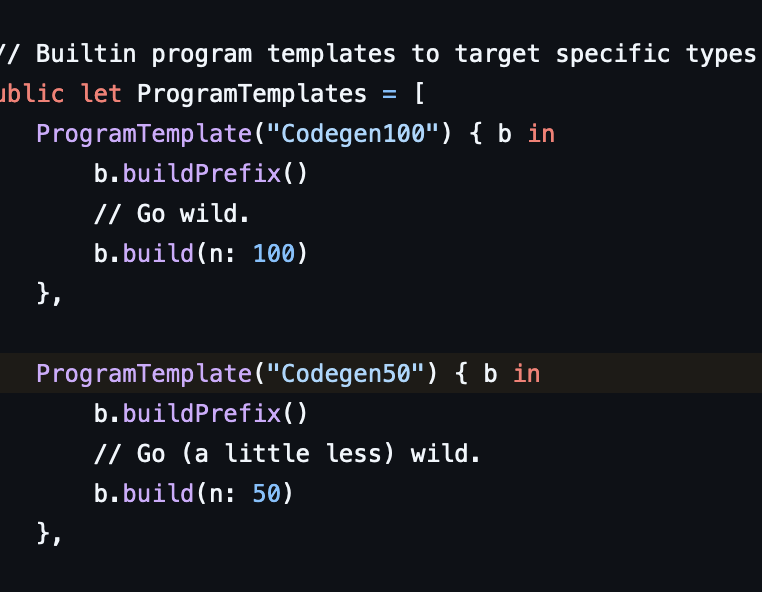 // Builtin program templates to target specific types
ublic let ProgramTemplates = [
    ProgramTemplate("Codegen100") { b in
        b.buildPrefix()
        // Go wild.
        b.build(n: 100)
    },

    ProgramTemplate("Codegen50") { b in
        b.buildPrefix()
        // Go (a little less) wild.
        b.build(n: 50)
    },